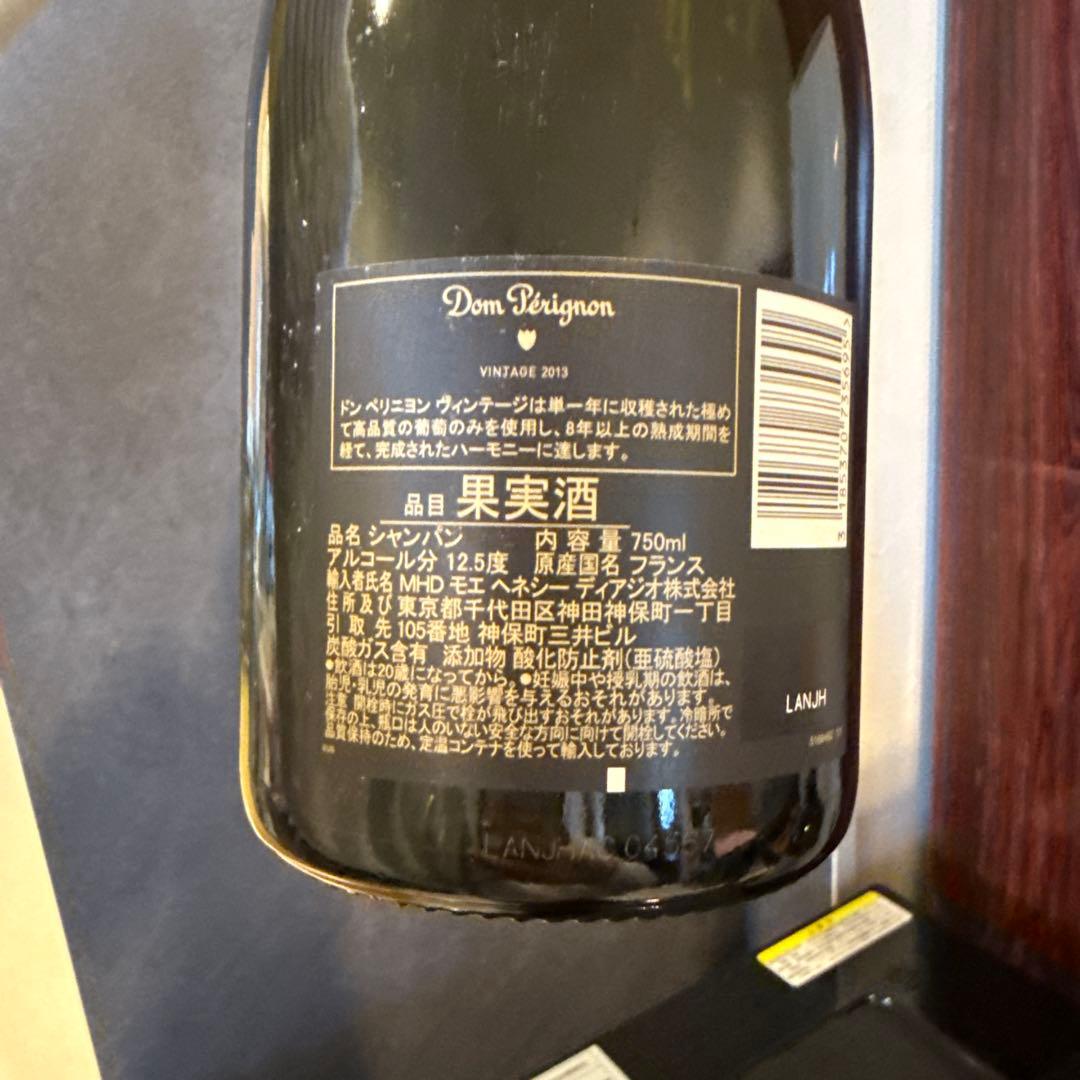 Dom Pérignon
VINTAGE 2013
ドン ペリニヨン ヴィンテージは単一年に収穫された極め
て高品質の葡萄のみを使用し、8年以上の熟成期間を
経て、完成されたハーモニーに達します。
品目 果実酒
品名 シャンパン 内容量 750ml
アルコール分 12.5度 原産国名 フランス
輸入者氏名 MHD モエ ヘネシー ディアジオ株式会社
住所及び 東京都千代田区神田神保町一丁目
引取先 105番地 神保町三井ビル
炭酸ガス含有 添加物 酸化防止剤(亜硫酸塩)
●飲酒は20歳になってから。●妊娠中や授乳期の飲酒は、
胎児・乳児の発育に悪影響を与えるおそれがあります。
注意 開栓時にガス圧で栓が飛び出すおそれがあります。冷暗所で
保存の上、瓶口は人のいない安全な方向に向けて開栓してください。
品質保持のため、定温コンテナを使って輸入しております。
3 185370 735695 >
LANJH
LANJHAC